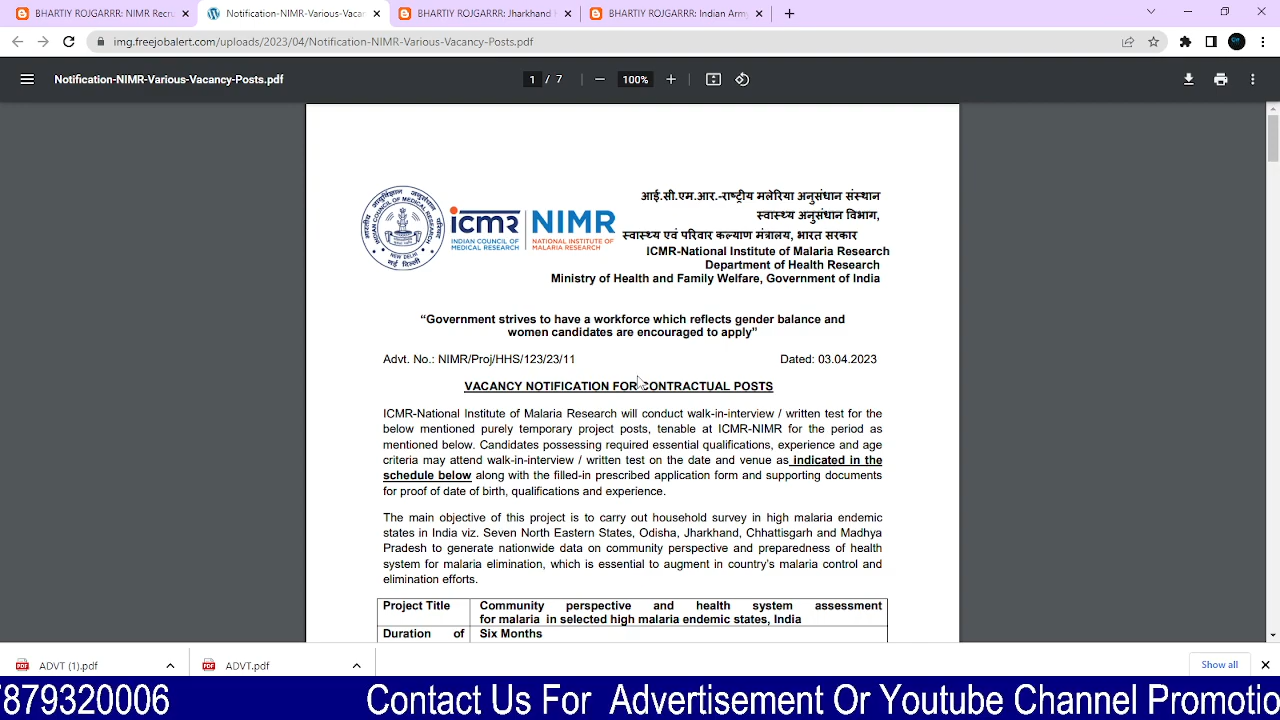 BHARTIY ROJGARRR: NIMR Recru
Notification-NIMR-Various-Vacan
BHARTIY ROJGARRR: Jharkhand H
BHARTIY ROJGARRR: Indian Army
img.freejobalert.com/uploads/2023/04/Notification-NIMR-Various-Vacancy-Posts.pdf
Notification-NIMR-Various-Vacancy-Posts.pdf
1 / 7
100%
आई.सी.एम.आर.-राष्ट्रीय मलेरिया अनुसंधान संस्थान
स्वास्थ्य अनुसंधान विभाग,
स्वास्थ्य एवं परिवार कल्याण मंत्रालय, भारत सरकार
INDIAN COUNCIL OF MEDICAL RESEARCH
NEW DELHI
नई दिल्ली
icmr
INDIAN COUNCIL OF
MEDICAL RESEARCH
NIMR
NATIONAL INSTITUTE OF
MALARIA RESEARCH
ICMR-National Institute of Malaria Research
Department of Health Research
Ministry of Health and Family Welfare, Government of India
“Government strives to have a workforce which reflects gender balance and
women candidates are encouraged to apply”
Advt. No.: NIMR/Proj/HHS/123/23/11 Dated: 03.04.2023
VACANCY NOTIFICATION FOR CONTRACTUAL POSTS
ICMR-National Institute of Malaria Research will conduct walk-in-interview / written test for the
below mentioned purely temporary project posts, tenable at ICMR-NIMR for the period as
mentioned below. Candidates possessing required essential qualifications, experience and age
criteria may attend walk-in-interview / written test on the date and venue as indicated in the
schedule below along with the filled-in prescribed application form and supporting documents
for proof of date of birth, qualifications and experience.
The main objective of this project is to carry out household survey in high malaria endemic
states in India viz. Seven North Eastern States, Odisha, Jharkhand, Chhattisgarh and Madhya
Pradesh to generate nationwide data on community perspective and preparedness of health
system for malaria elimination, which is essential to augment in country’s malaria control and
elimination efforts.
Project Title Community perspective and health system assessment
for malaria in selected high malaria endemic states, India
Duration of Six Months
ADVT (1).pdf
ADVT.pdf
Show all
7879320006 Contact Us For Advertisement Or Youtube Channel Promotio